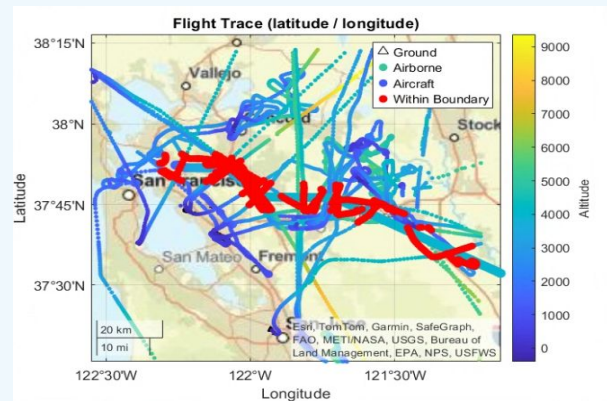 Flight Trace (latitude / longitude)
38°15'N
38°N
37°45'N
37°30'N
Latitude
Vallejo
Stock
San Francisc
San Mateo
Fremont
Ground
Airborne
Aircraft
Within Boundary
20 km
10 mi
Esri, TomTom, Garmin, SafeGraph,
FAO, METI/NASA, USGS, Bureau of
Land Management, EPA, NPS, USFWS
122°30'W
122°W
121°30'W
Longitude
9000
8000
7000
6000
5000
4000
3000
2000
1000
0
Altitude